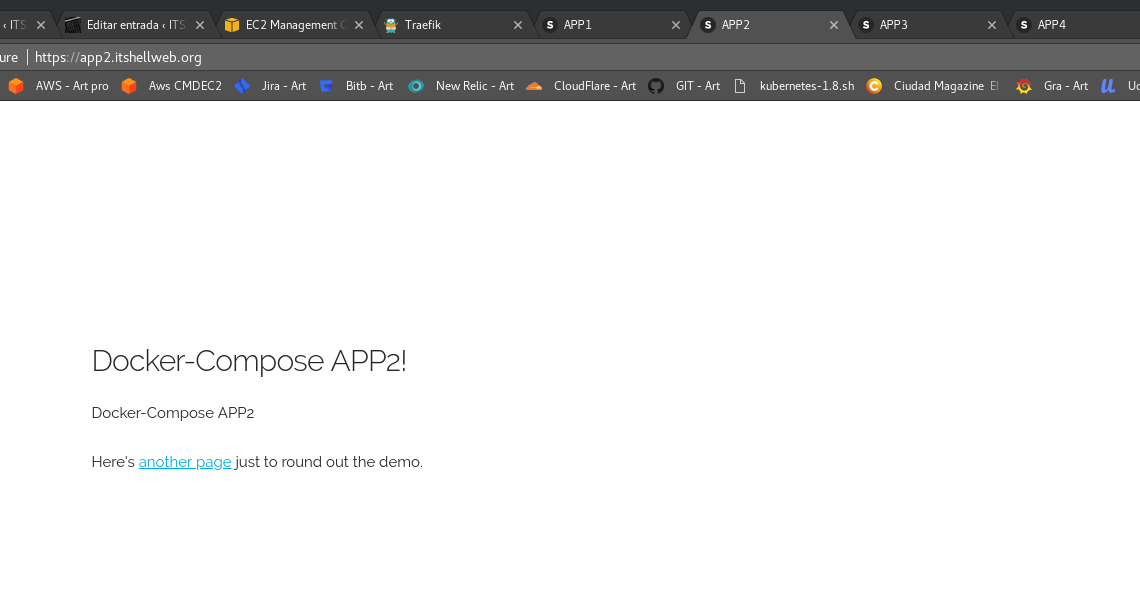 ‹ ITS
Editar entrada ‹ ITS
EC2 Management C
Traefik
APP1
APP2
APP3
APP4
ure | https://app2.itshellweb.org
AWS - Art pro
Aws CMDEC2
Jira - Art
Bitb - Art
New Relic - Art
CloudFlare - Art
GIT - Art
kubernetes-1.8.sh
Ciudad Magazine El
Gra - Art
Uc
Docker-Compose APP2!
Docker-Compose APP2
Here's another page just to round out the demo.